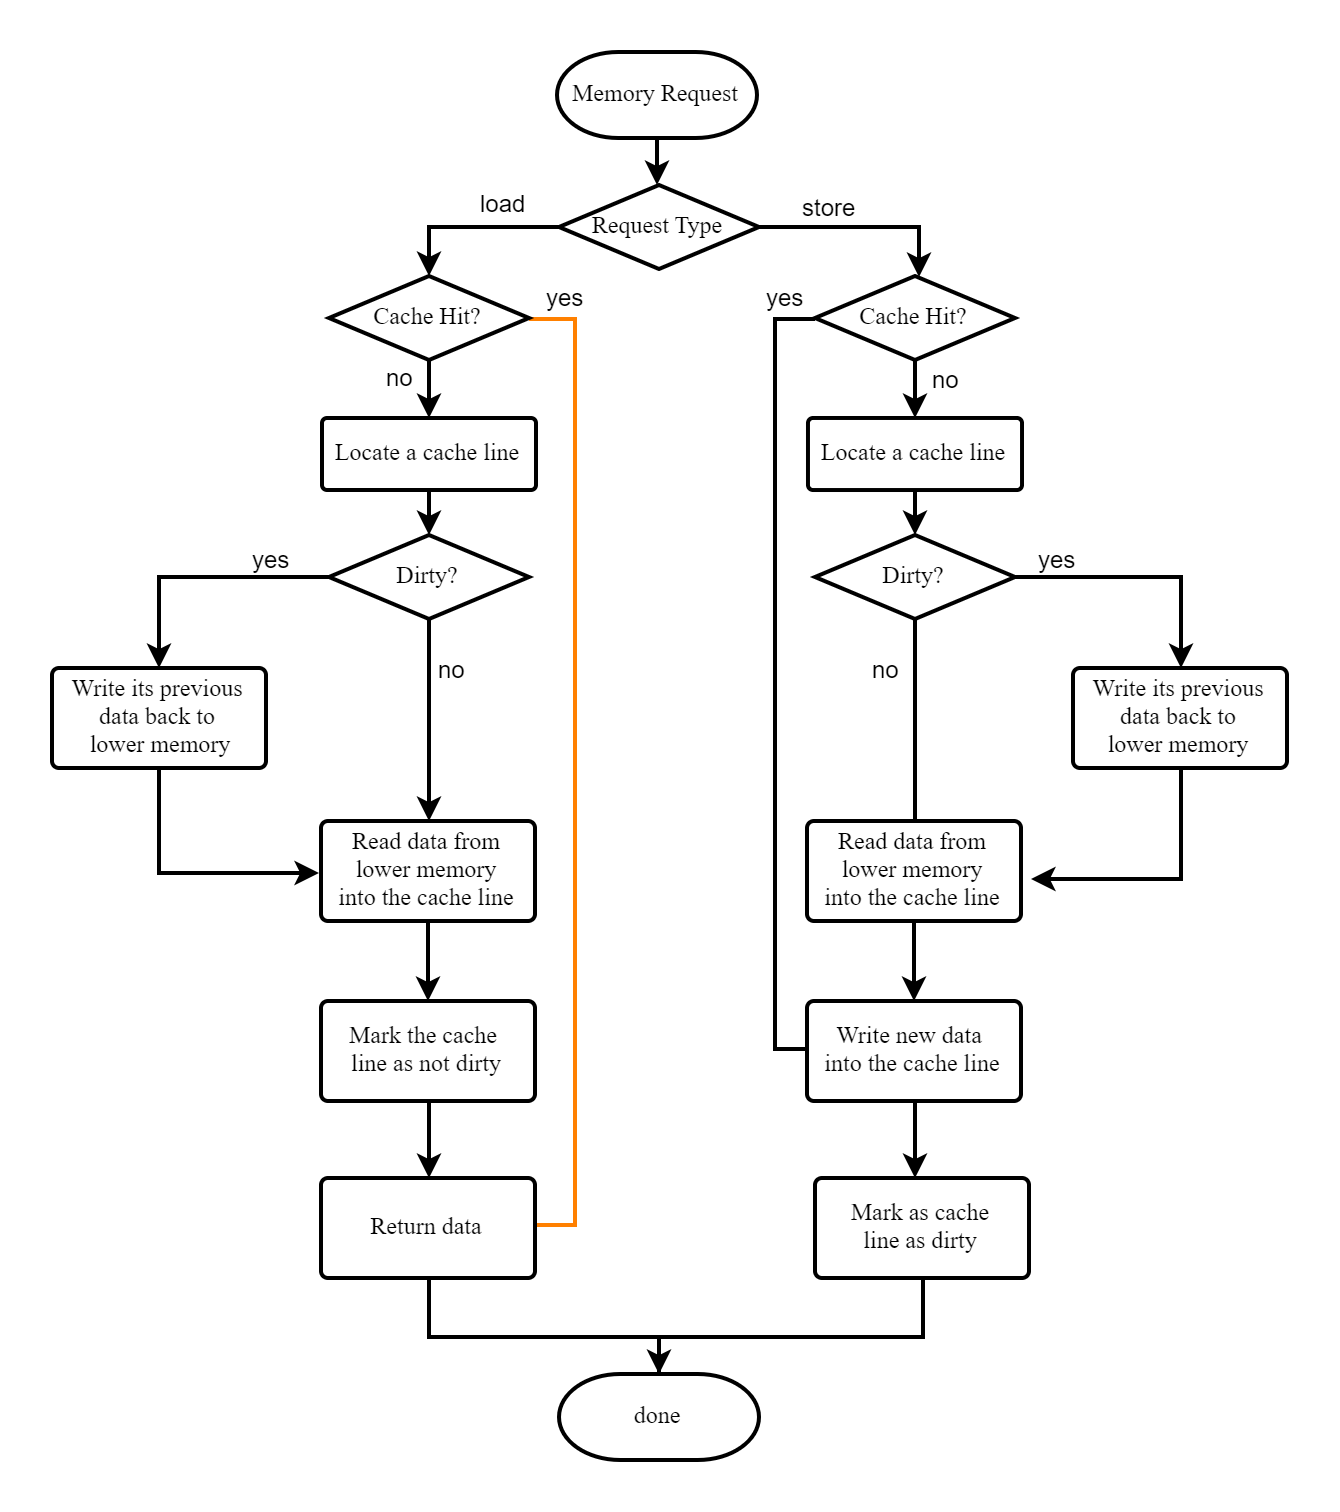 Memory Request
load
store
Request Type
yes
yes
Cache Hit?
Cache Hit?
no
no
Locate a cache line
Locate a cache line
yes
yes
Dirty?
Dirty?
no
no
Write its previous
data back to
lower memory
Write its previous
data back to
lower memory
Read data from
lower memory
into the cache line
Read data from
lower memory
into the cache line
Mark the cache
line as not dirty
Write new data
into the cache line
Return data
Mark as cache
line as dirty
done